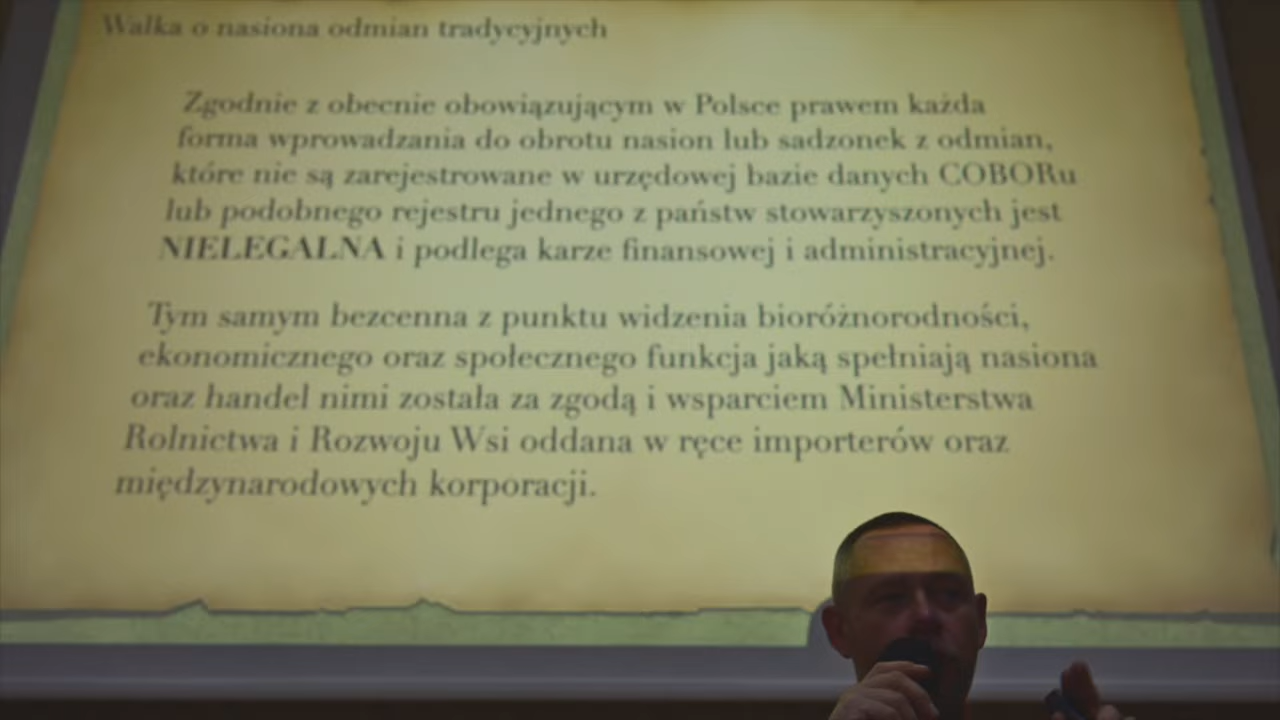 Walka o nasiona odmian tradycyjnych
Zgodnie z obecnie obowiązującym w Polsce prawem każda
forma wprowadzania do obrotu nasion lub sadzonek z odmian,
które nie są zarejestrowane w urzędowej bazie danych COBORu
lub podobnego rejestru jednego z państw stowarzyszonych jest
NIELEGALNA i podlega karze finansowej i administracyjnej.
Tym samym bezcenna z punktu widzenia bioróżnorodności,
ekonomicznego oraz społecznego funkcja jaką spełniają nasiona
oraz handel nimi została za zgodą i wsparciem Ministerstwa
Rolnictwa i Rozwoju Wsi oddana w ręce importerów oraz
międzynarodowych korporacji.